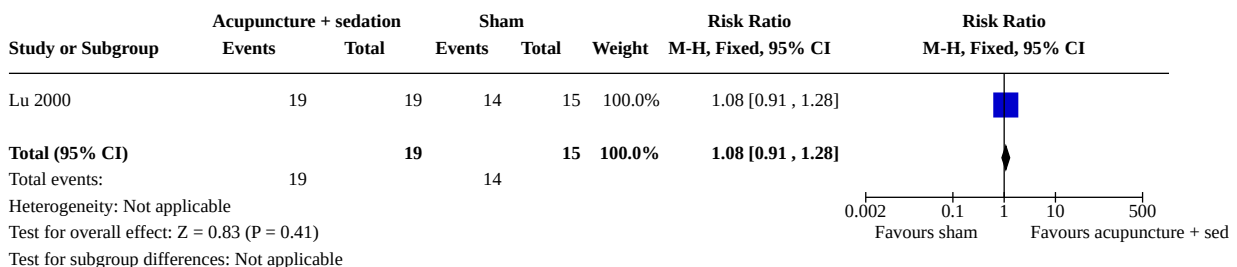 Acupuncture + sedation Sham Risk Ratio Risk Ratio
Study or Subgroup Events Total Events Total Weight M-H, Fixed, 95% CI M-H, Fixed, 95% CI
Lu 2000 19 19 14 15 100.0% 1.08 [0.91 , 1.28]
Total (95% CI) 19 15 100.0% 1.08 [0.91 , 1.28]
Total events: 19 14
Heterogeneity: Not applicable
0.002 0.1 1 10 500
Test for overall effect: Z = 0.83 (P = 0.41) Favours sham Favours acupuncture + sed
Test for subgroup differences: Not applicable